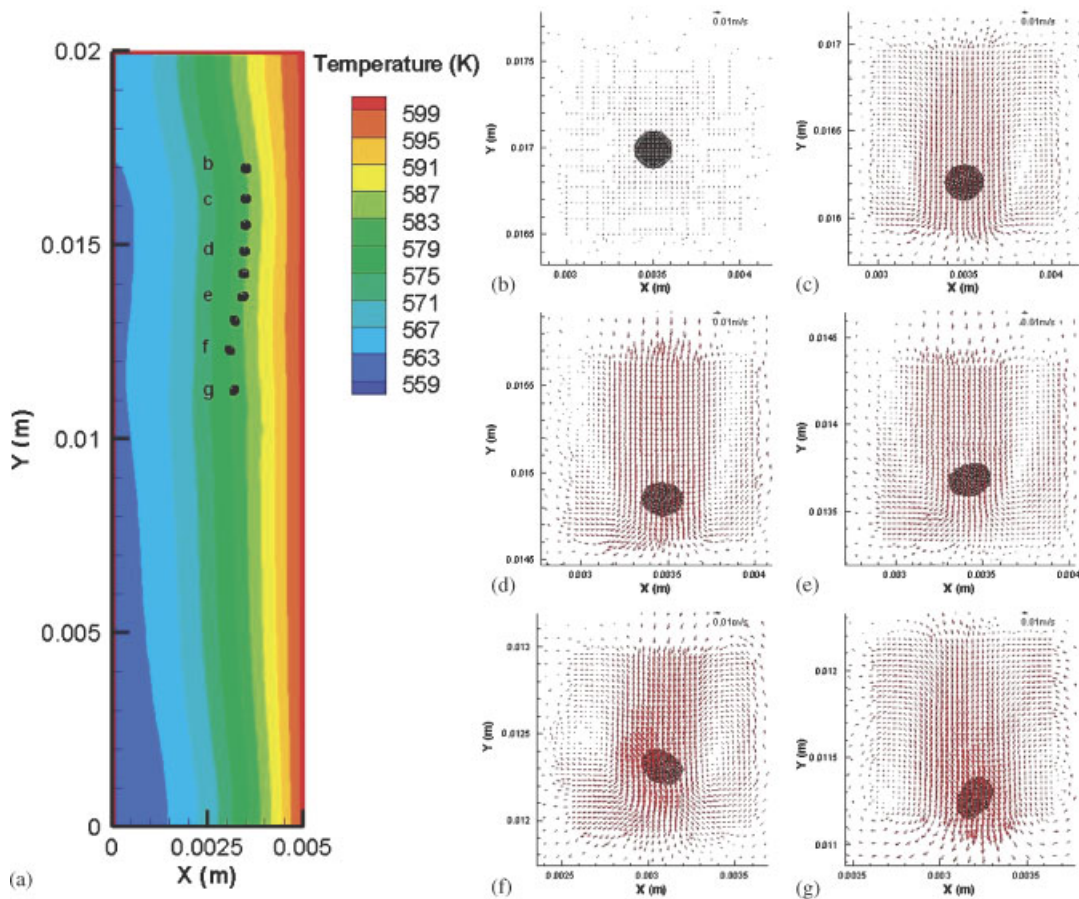 0.02
0.015
0.01
0.005
0
Y (m)
0
0.0025
0.005
X (m)
(a)
b
c
d
e
f
g
Temperature (K)
599
595
591
587
583
579
575
571
567
563
559
0.01m/s
0.0175
0.017
0.0165
Y (m)
0.003
0.0035
0.004
X (m)
(b)
0.01m/s
0.017
0.0165
0.016
Y (m)
0.003
0.0035
0.004
X (m)
(c)
0.01m/s
0.0155
0.015
0.0145
Y (m)
0.003
0.0035
0.004
X (m)
(d)
0.01m/s
0.0145
0.014
0.0135
Y (m)
0.003
0.0035
0.004
X (m)
(e)
0.01m/s
0.013
0.0125
0.012
Y (m)
0.0025
0.003
0.0035
X (m)
(f)
0.01m/s
0.012
0.0115
0.011
Y (m)
0.0025
0.003
0.0035
X (m)
(g)